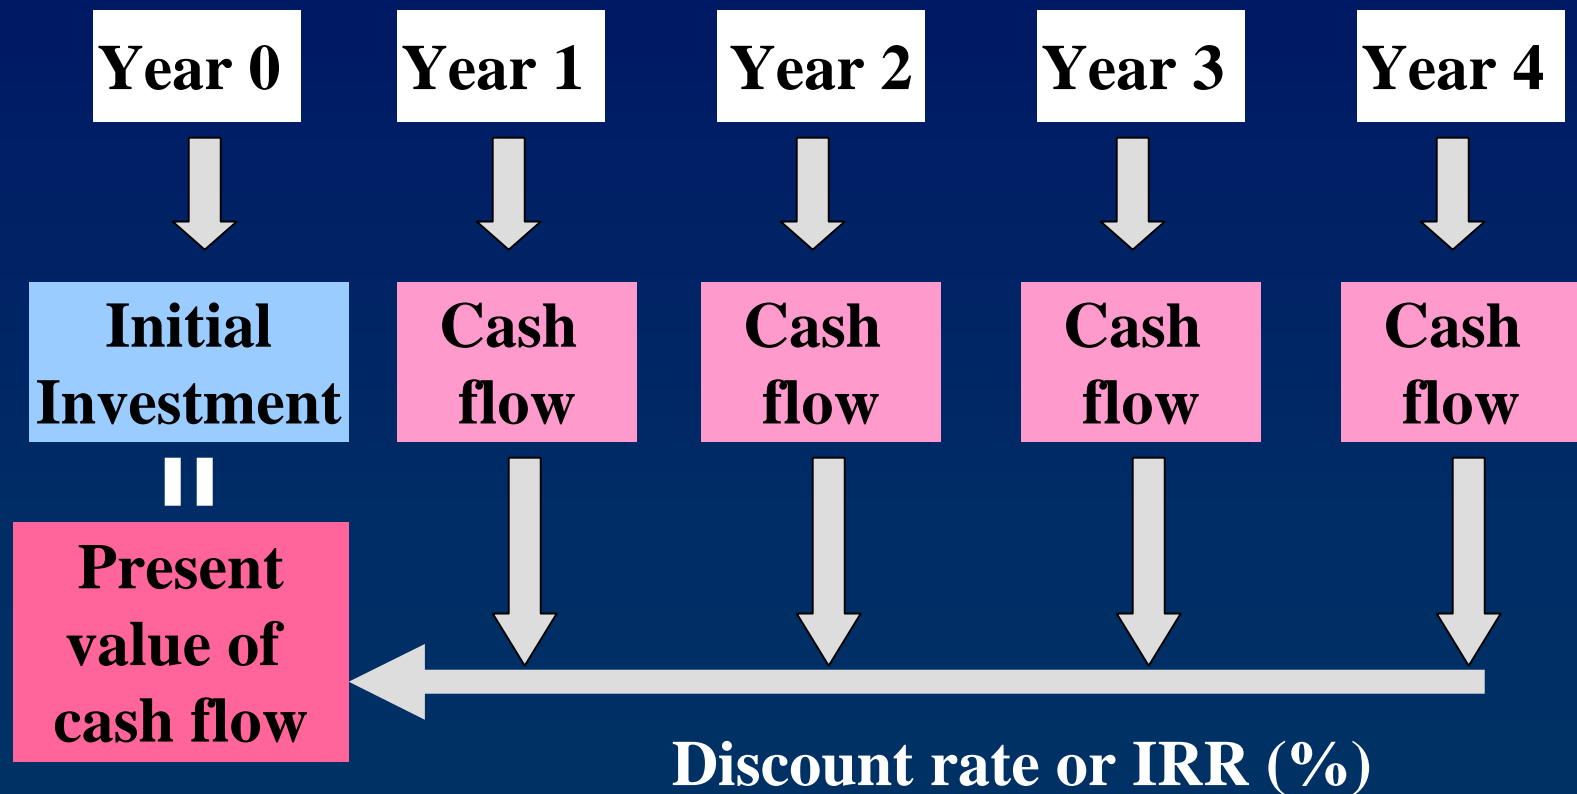 Year 0
Year 1
Year 2
Year 3
Year 4
Initial
Investment
Cash
flow
Cash
flow
Cash
flow
Cash
flow
Present
value of
cash flow
Discount rate or IRR (%)